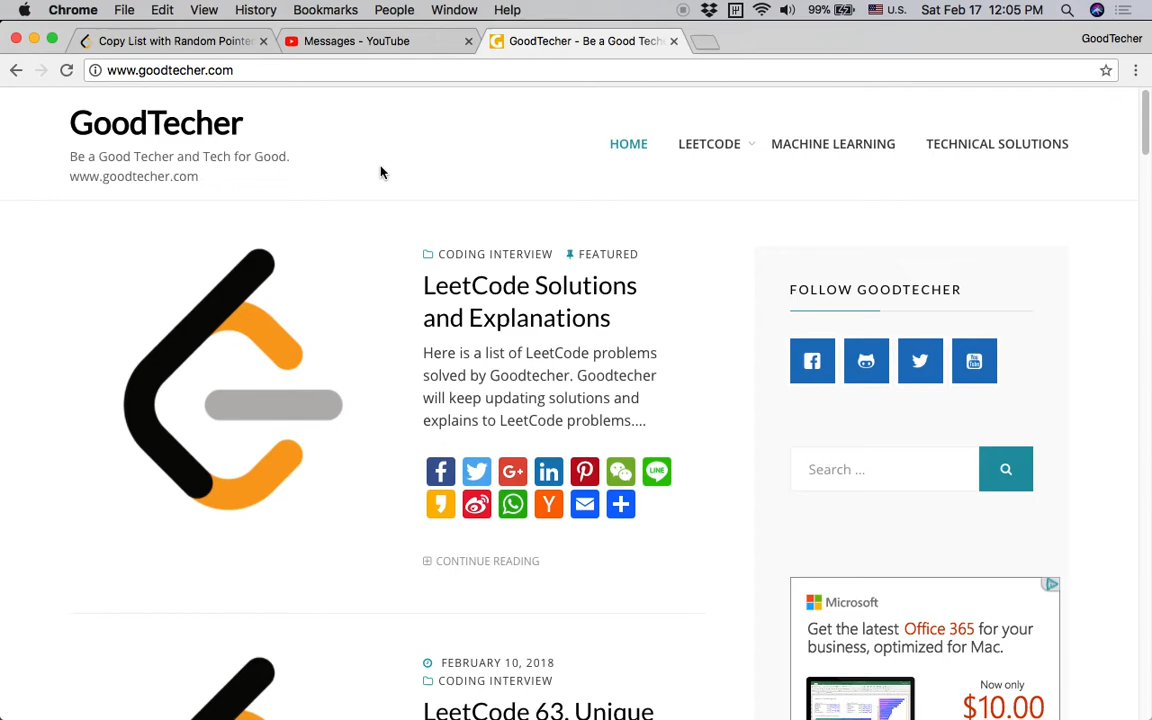 Chrome File Edit View History Bookmarks People Window Help 99% U.S. Sat Feb 17 12:05 PM
Copy List with Random Pointer Messages - YouTube GoodTecher - Be a Good Tech GoodTecher
www.goodtecher.com
GoodTecher
Be a Good Techer and Tech for Good.
www.goodtecher.com
HOME LEETCODE MACHINE LEARNING TECHNICAL SOLUTIONS
CODING INTERVIEW FEATURED
LeetCode Solutions
and Explanations
Here is a list of LeetCode problems
solved by Goodtecher. Goodtecher
will keep updating solutions and
explains to LeetCode problems....
CONTINUE READING
FEBRUARY 10, 2018
CODING INTERVIEW
LeetCode 63. Unique
FOLLOW GOODTECHER
Search ...
Microsoft
Get the latest Office 365 for your
business, optimized for Mac.
Now only
$10.00